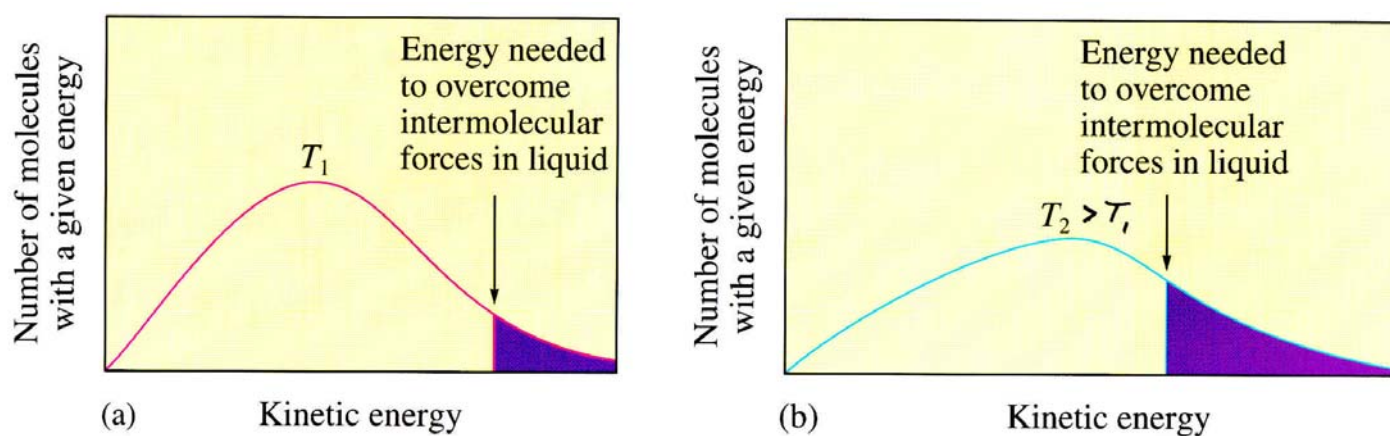 Number of molecules
with a given energy
Energy needed
to overcome
intermolecular
forces in liquid
T₁
(a)
Kinetic energy
Number of molecules
with a given energy
Energy needed
to overcome
intermolecular
forces in liquid
T₂ > T₁
(b)
Kinetic energy